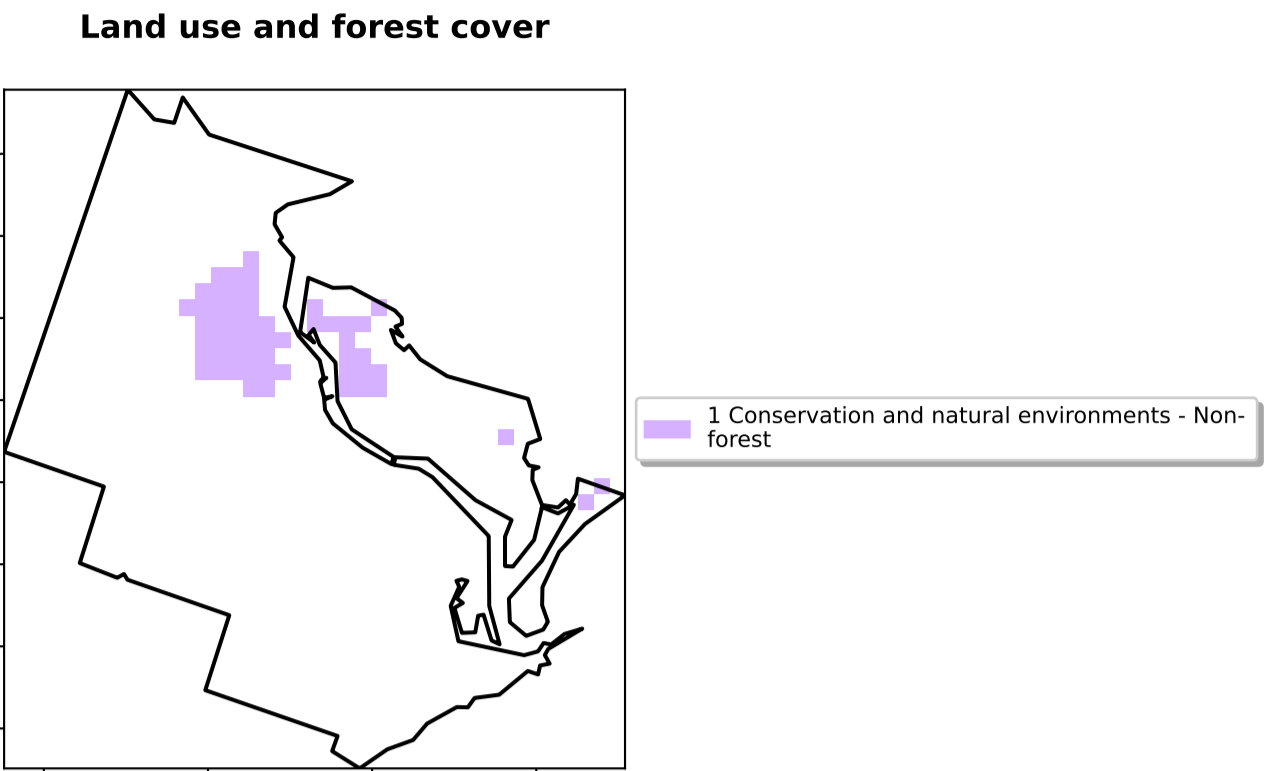 Land use and forest cover
1 Conservation and natural environments - Non-
forest